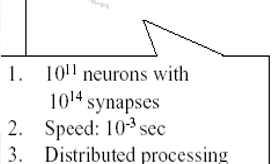 1. 10¹¹ neurons with
10¹⁴ synapses
2. Speed: 10⁻³ sec
3. Distributed processing